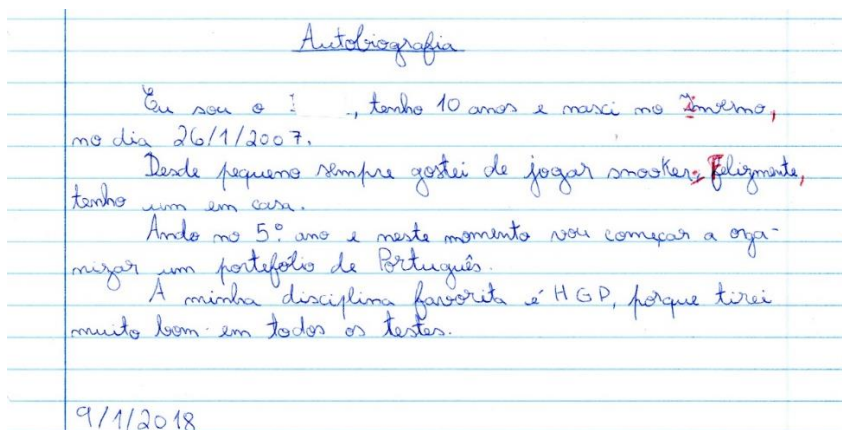 Autobiografia
Eu sou o , tenho 10 anos e nasci no Inverno,
no dia 26/1/2007.
Desde pequeno sempre gostei de jogar snooker. Felizmente,
tenho um em casa.
Ando no 5.º ano e neste momento vou começar a orga-
nizar um portefólio de Português.
A minha disciplina favorita é HGP, porque tirei
muito bom em todos os testes.
9/1/2018